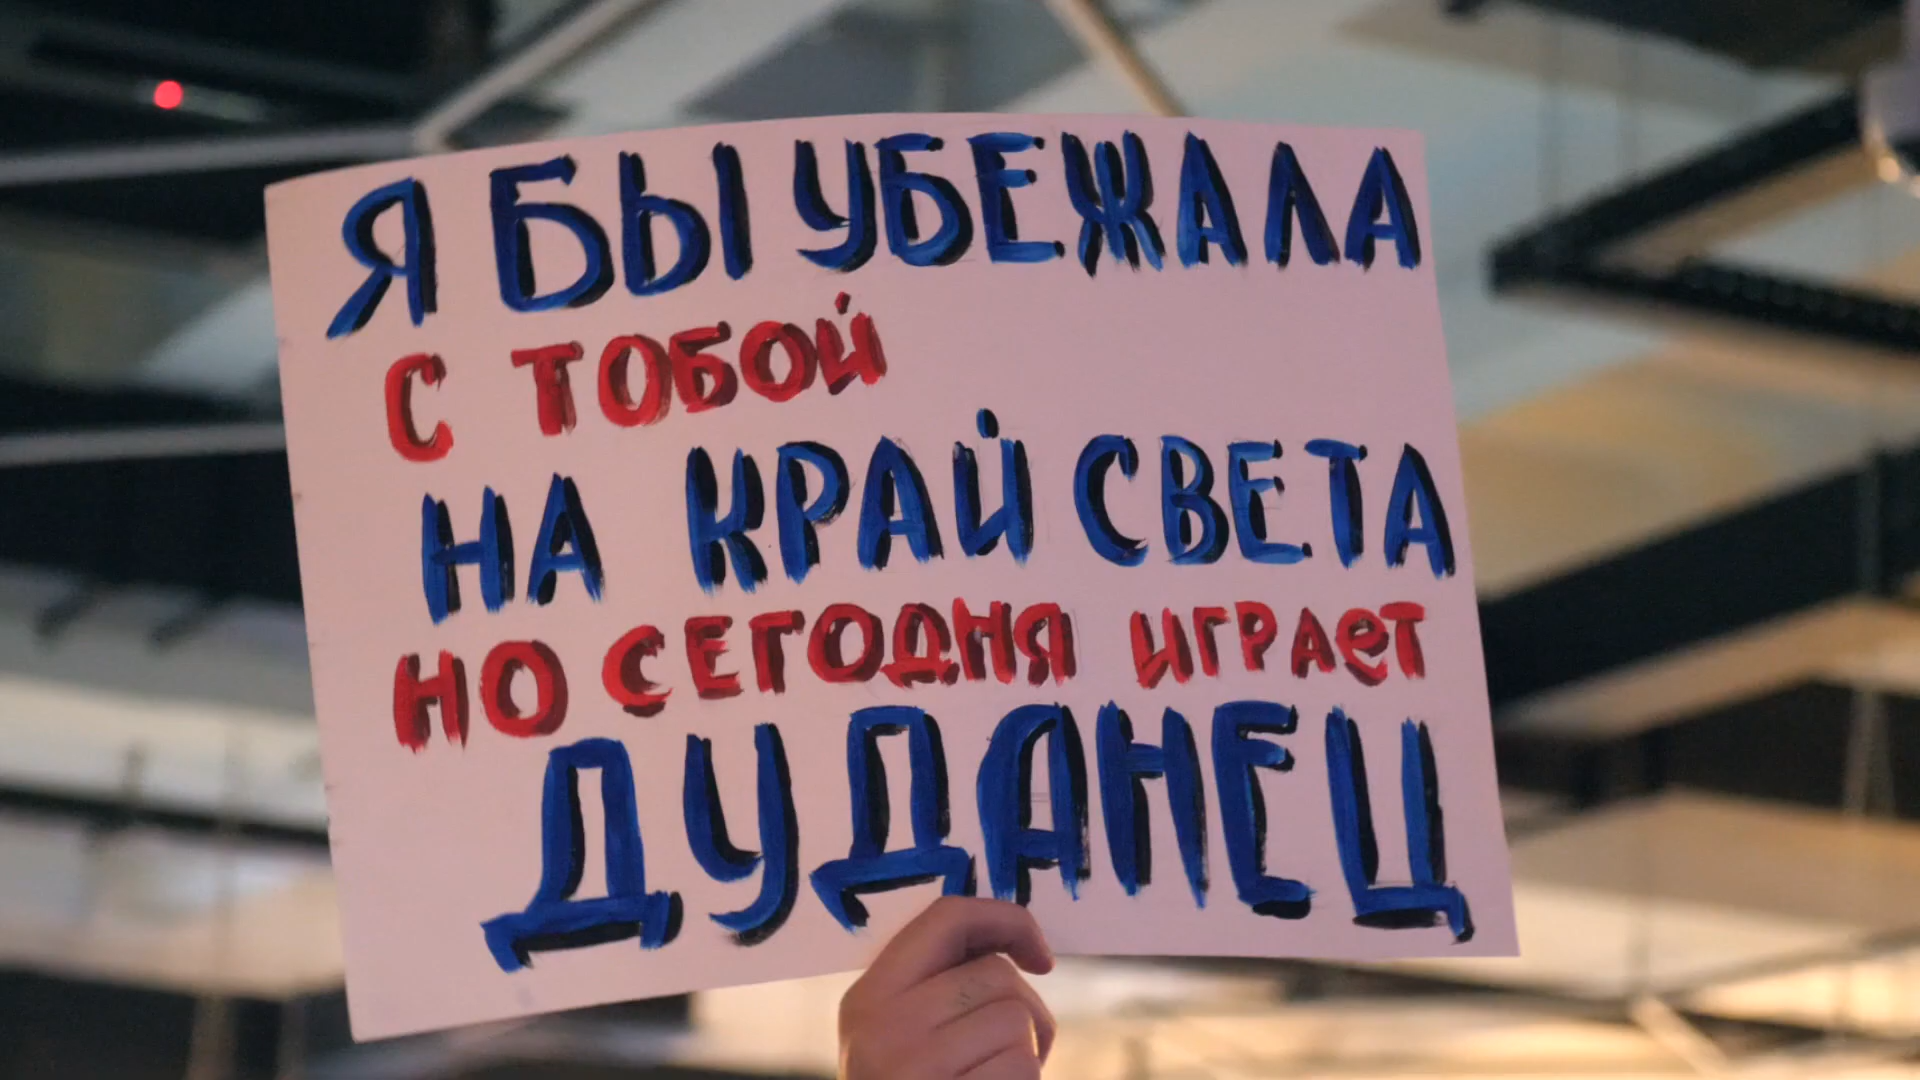 Я БЫ УБЕЖАЛА
С ТОБОЙ
НА КРАЙ СВЕТА
НО СЕГОДНЯ ИГРАЕТ
ДУДАНЕЦ